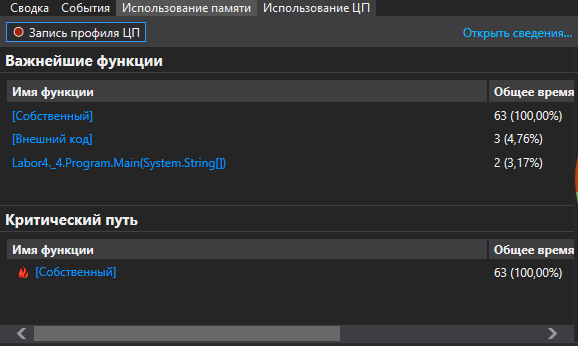 Сводка События Использование памяти Использование ЦП
Запись профиля ЦП Открыть сведения...
Важнейшие функции
Имя функции Общее время
[Собственный] 63 (100,00%)
[Внешний код] 3 (4,76%)
Labor4._4.Program.Main(System.String[]) 2 (3,17%)
Критический путь
Имя функции Общее время
[Собственный] 63 (100,00%)